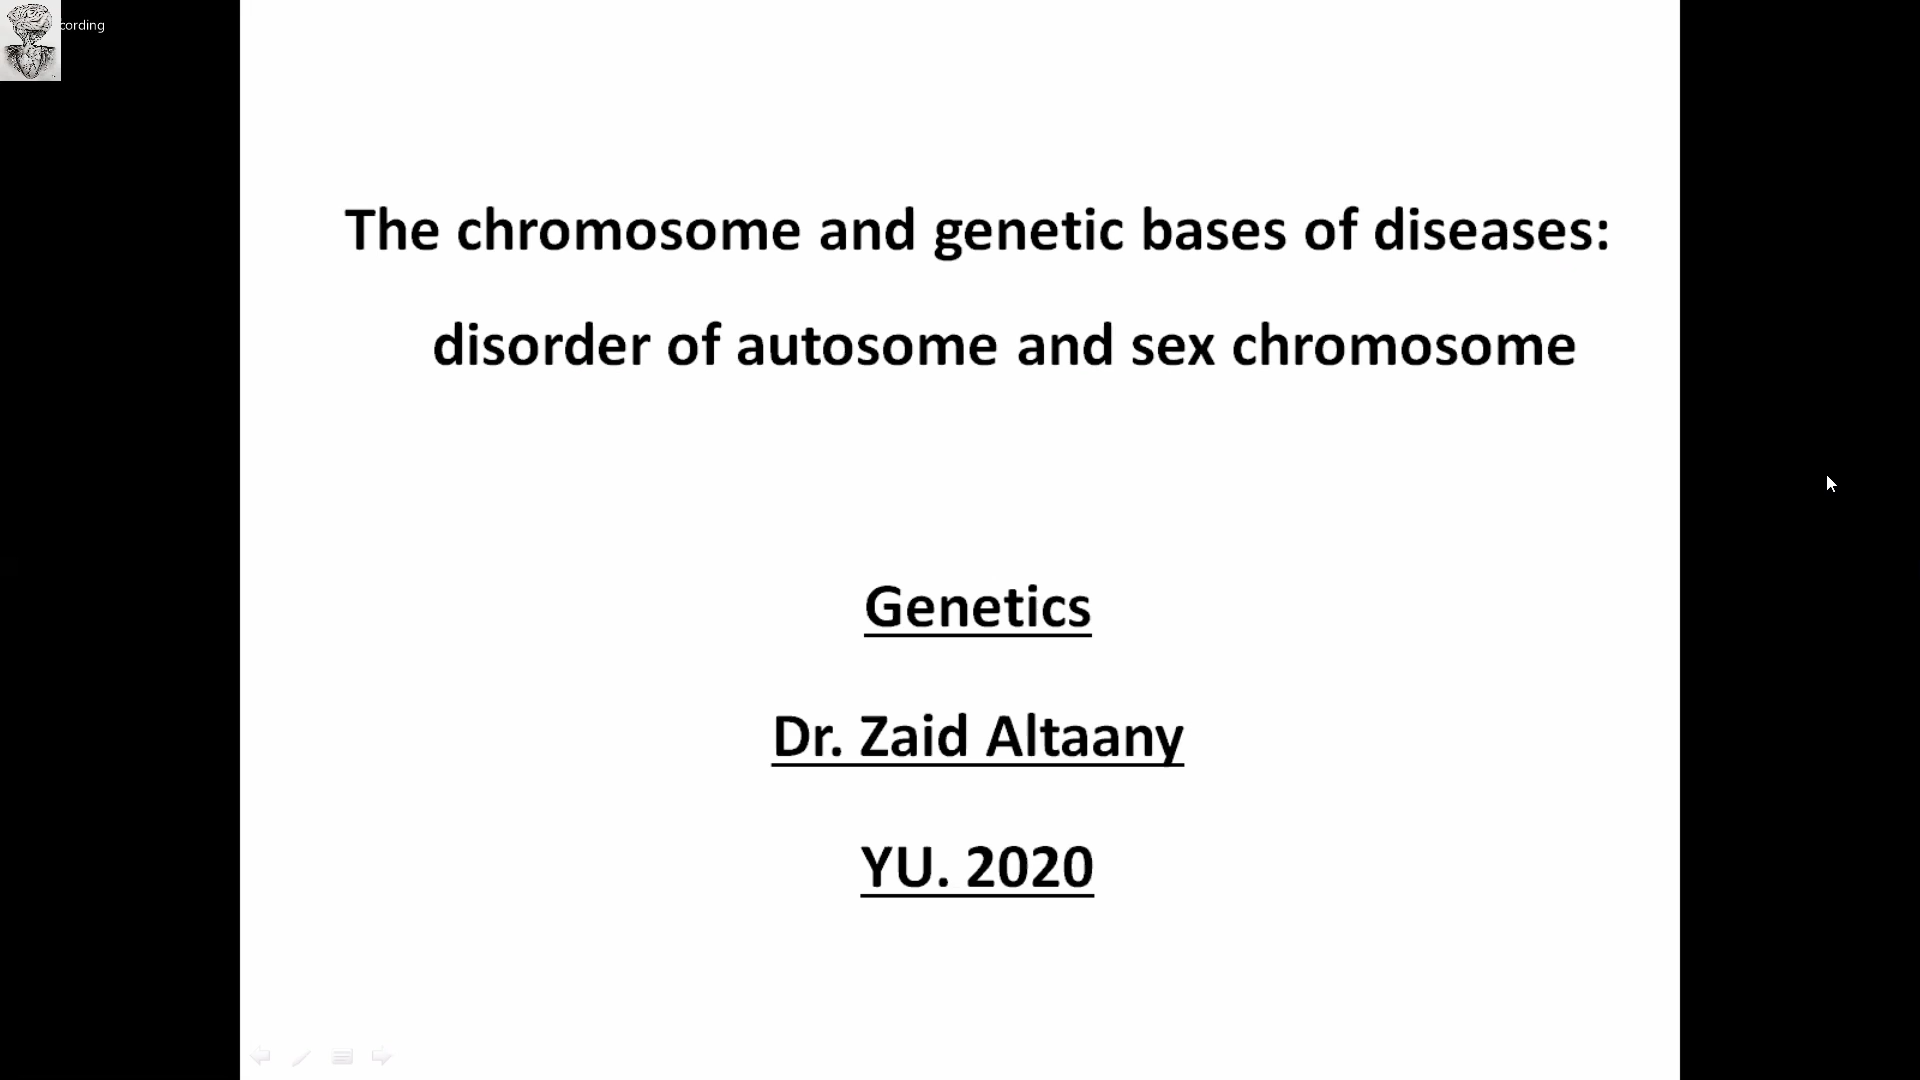 cording
The chromosome and genetic bases of diseases:
disorder of autosome and sex chromosome
Genetics
Dr. Zaid Altaany
YU. 2020